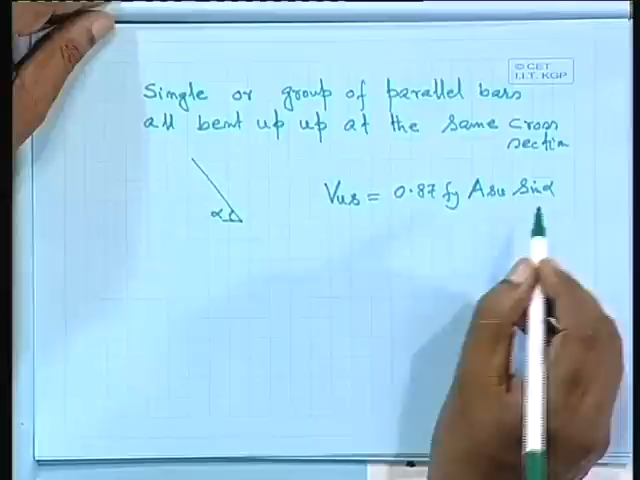 © CET
I.I.T. KGP
Single or group of parallel bars
all bent up up at the same cross
section
α
Vus = 0.87 fy Asv Sinα